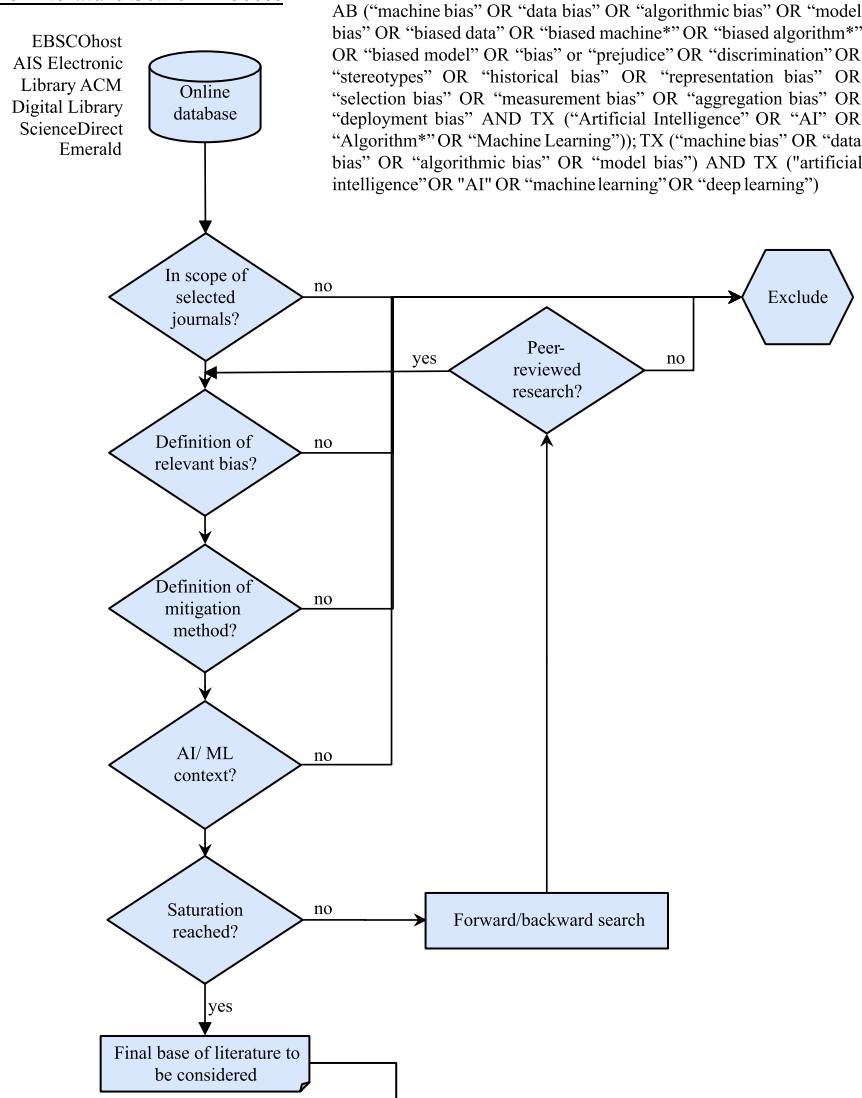 EBSCOhost
AIS Electronic
Library ACM
Digital Library
ScienceDirect
Emerald
Online
database
AB (“machine bias” OR “data bias” OR “algorithmic bias” OR “model
bias” OR “biased data” OR “biased machine*” OR “biased algorithm*”
OR “biased model” OR “bias” or “prejudice” OR “discrimination” OR
“stereotypes” OR “historical bias” OR “representation bias” OR
“selection bias” OR “measurement bias” OR “aggregation bias” OR
“deployment bias” AND TX (“Artificial Intelligence” OR “AI” OR
“Algorithm*” OR “Machine Learning”)); TX (“machine bias” OR “data
bias” OR “algorithmic bias” OR “model bias”) AND TX ("artificial
intelligence” OR "AI" OR “machine learning” OR “deep learning”)
In scope of
selected
journals?
no
Exclude
Peer-
reviewed
research?
yes
no
Definition of
relevant bias?
no
Definition of
mitigation
method?
no
AI/ ML
context?
no
Saturation
reached?
no
Forward/backward search
yes
Final base of literature to
be considered